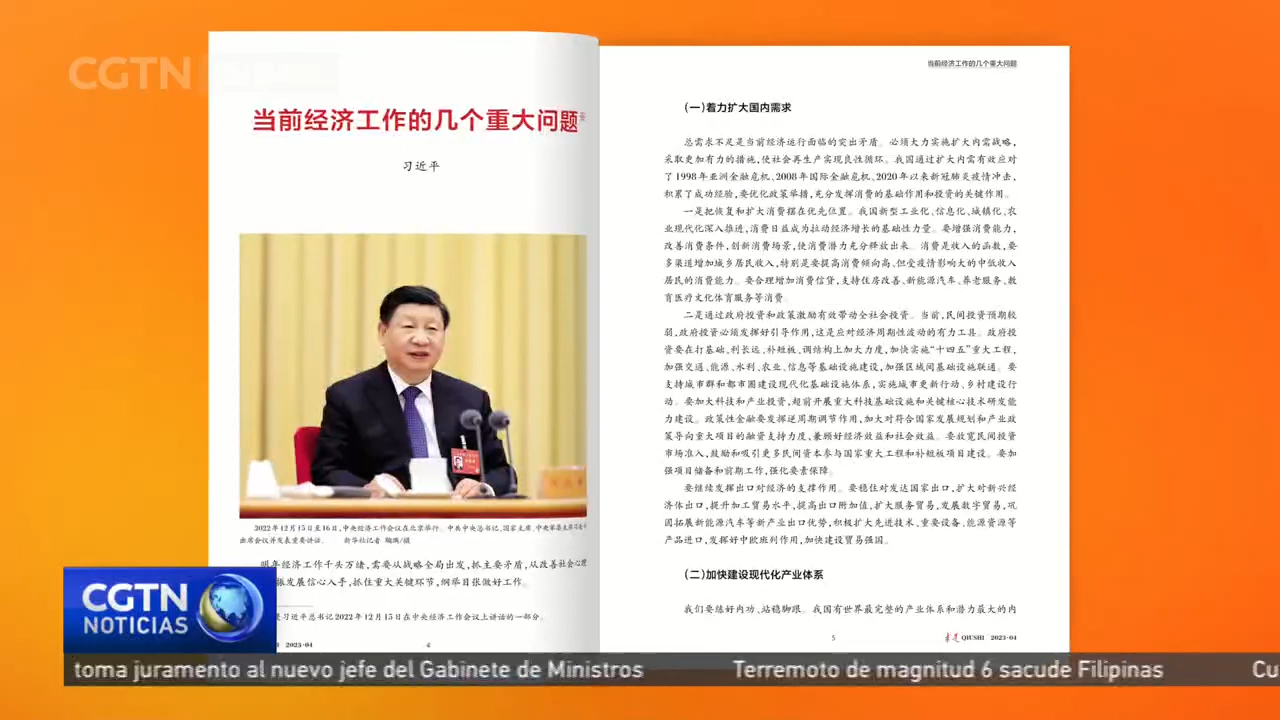 CGTN
当前经济工作的几个重大问题
习近平
2022年12月15日至16日,中央经济工作会议在北京举行。中共中央总书记、国家主席、中央军委主席习近平
出席会议并发表重要讲话。 新华社记者 鞠鹏/摄
明年经济工作千头万绪,需要从战略全局出发,抓主要矛盾,从改善社会心理
振发展信心入手,抓住重大关键环节,纲举目张做好工作。
习近平总书记2022年12月15日在中央经济工作会议上讲话的一部分。
2023·04
4
当前经济工作的几个重大问题
(一)着力扩大国内需求
总需求不足是当前经济运行面临的突出矛盾。必须大力实施扩大内需战略,
采取更加有力的措施,使社会再生产实现良性循环。我国通过扩大内需有效应对
了1998年亚洲金融危机、2008年国际金融危机、2020年以来新冠肺炎疫情冲击,
积累了成功经验,要优化政策举措,充分发挥消费的基础作用和投资的关键作用。
一是把恢复和扩大消费摆在优先位置。我国新型工业化、信息化、城镇化、农
业现代化深入推进,消费日益成为拉动经济增长的基础性力量。要增强消费能力,
改善消费条件,创新消费场景,使消费潜力充分释放出来。消费是收入的函数,要
多渠道增加城乡居民收入,特别是要提高消费倾向高、但受疫情影响大的中低收入
居民的消费能力。要合理增加消费信贷,支持住房改善、新能源汽车、养老服务、教
育医疗文化体育服务等消费。
二是通过政府投资和政策激励有效带动全社会投资。当前,民间投资预期较
弱,政府投资必须发挥好引导作用,这是应对经济周期性波动的有力工具。政府投
资要在打基础、利长远、补短板、调结构上加大力度,加快实施“十四五”重大工程,
加强交通、能源、水利、农业、信息等基础设施建设,加强区域间基础设施联通。要
支持城市群和都市圈建设现代化基础设施体系,实施城市更新行动、乡村建设行
动。要加大科技和产业投资,超前开展重大科技基础设施和关键核心技术研发能
力建设。政策性金融要发挥逆周期调节作用,加大对符合国家发展规划和产业政
策导向重大项目的融资支持力度,兼顾好经济效益和社会效益。要放宽民间投资
市场准入,鼓励和吸引更多民间资本参与国家重大工程和补短板项目建设。要加
强项目储备和前期工作,强化要素保障。
要继续发挥出口对经济的支撑作用。要稳住对发达国家出口,扩大对新兴经
济体出口,提升加工贸易水平,提高出口附加值,扩大服务贸易,发展数字贸易,巩
固拓展新能源汽车等新产业出口优势,积极扩大先进技术、重要设备、能源资源等
产品进口,发挥好中欧班列作用,加快建设贸易强国。
(二)加快建设现代化产业体系
我们要练好内功、站稳脚跟。我国有世界最完整的产业体系和潜力最大的内
5
求是 QIUSHI 2023·04
CGTN
NOTICIAS
toma juramento al nuevo jefe del Gabinete de Ministros Terremoto de magnitud 6 sacude Filipinas Cu